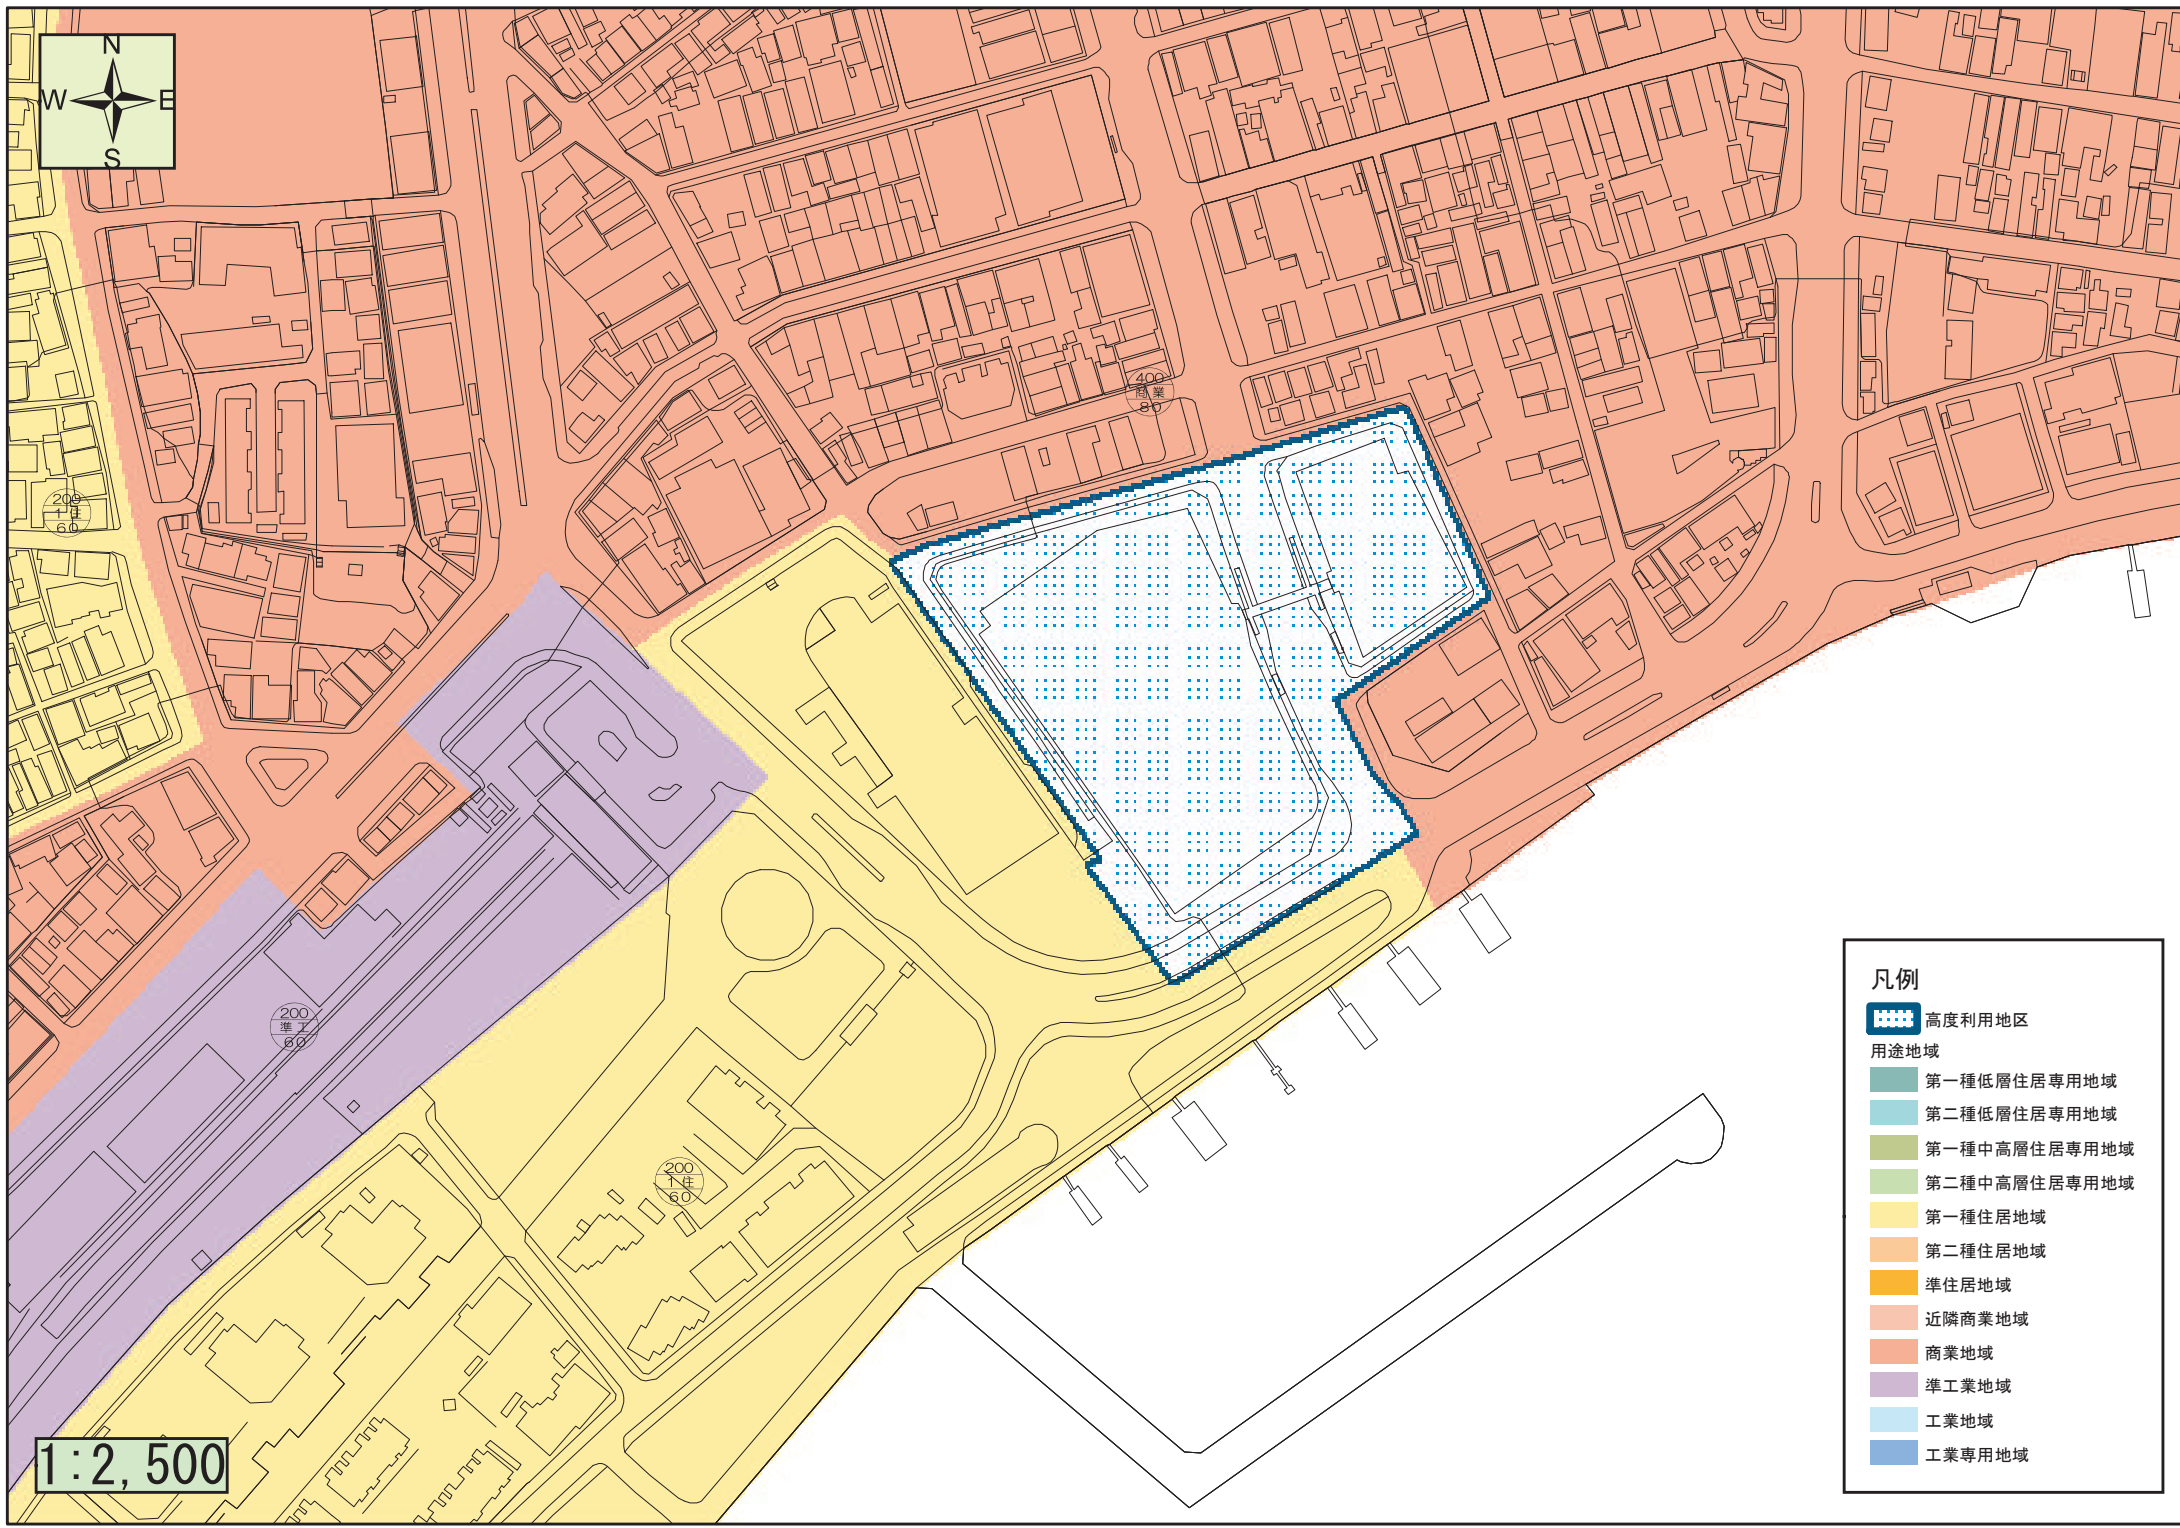 N
W E
S
400
商業
80
200
1住
60
200
準工
60
200
1住
60
凡例
高度利用地区
用途地域
第一種低層住居専用地域
第二種低層住居専用地域
第一種中高層住居専用地域
第二種中高層住居専用地域
第一種住居地域
第二種住居地域
準住居地域
近隣商業地域
商業地域
準工業地域
工業地域
工業専用地域
1:2,500